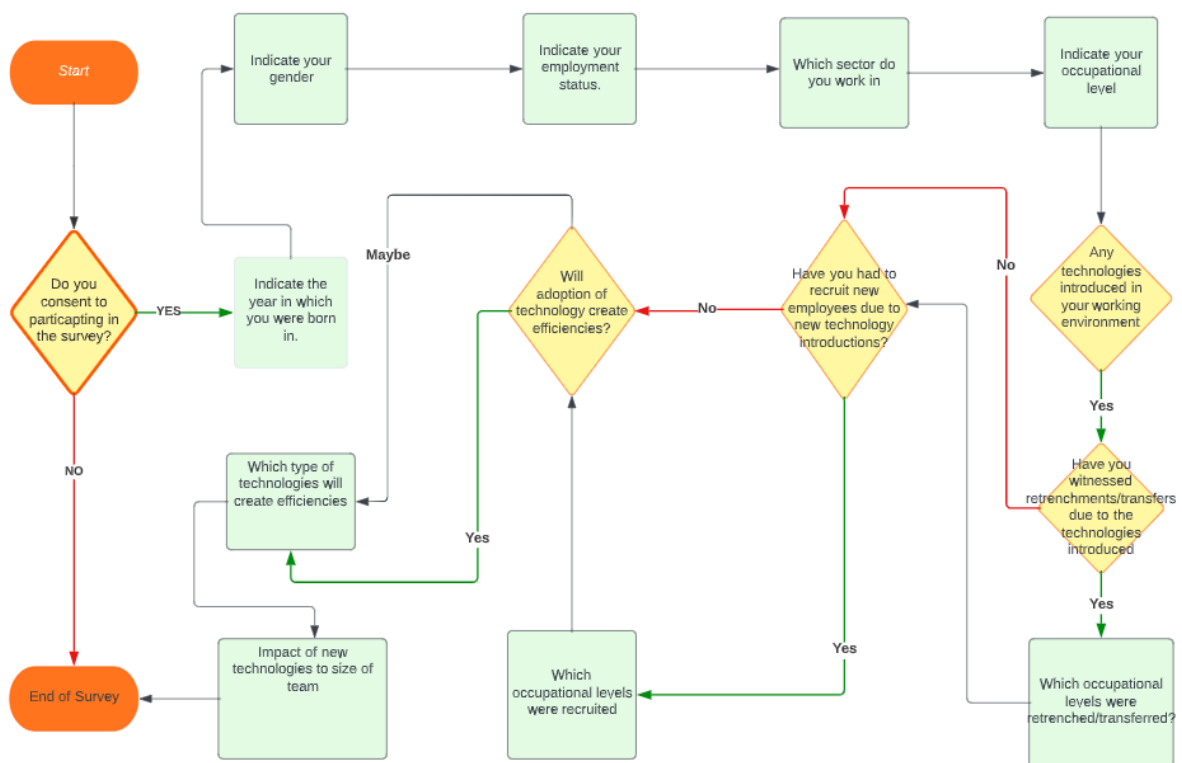 Start
Indicate your
gender
Indicate your
employment
status.
Which sector do
you work in
Indicate your
occupational
level
Do you
consent to
particapting in
the survey?
YES
NO
Indicate the
year in which
you were born
in.
Maybe
Will
adoption of
technology create
efficiencies?
Yes
No
Have you had to
recruit new
employees due to
new technology
introductions?
Yes
No
Any
technologies
introduced in
your working
environment
Yes
Have you
witnessed
retrenchments/transfers
due to the
technologies
introduced
Yes
Which type of
technologies will
create efficiencies
Impact of new
technologies to size of
team
End of Survey
Which
occupational levels
were recruited
Which occupational
levels were
retrenched/transferred?